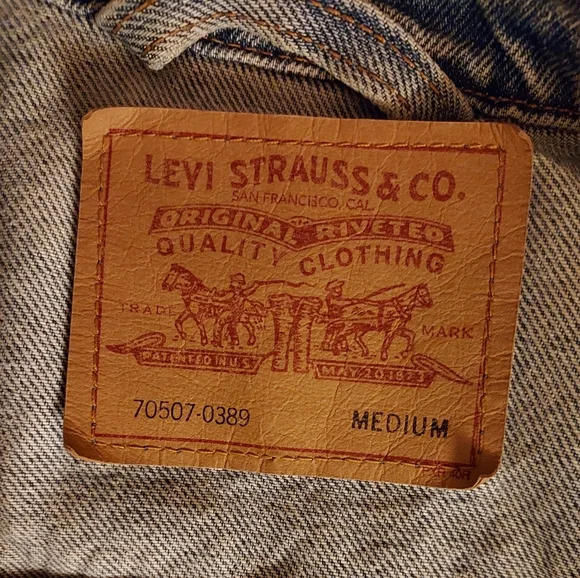 LEVI STRAUSS & CO.
SAN FRANCISCO, CAL
ORIGINAL RIVETED
QUALITY CLOTHING
TRADE MARK
PATENTED IN U.S. MAY 20 1873
70507-0389 MEDIUM